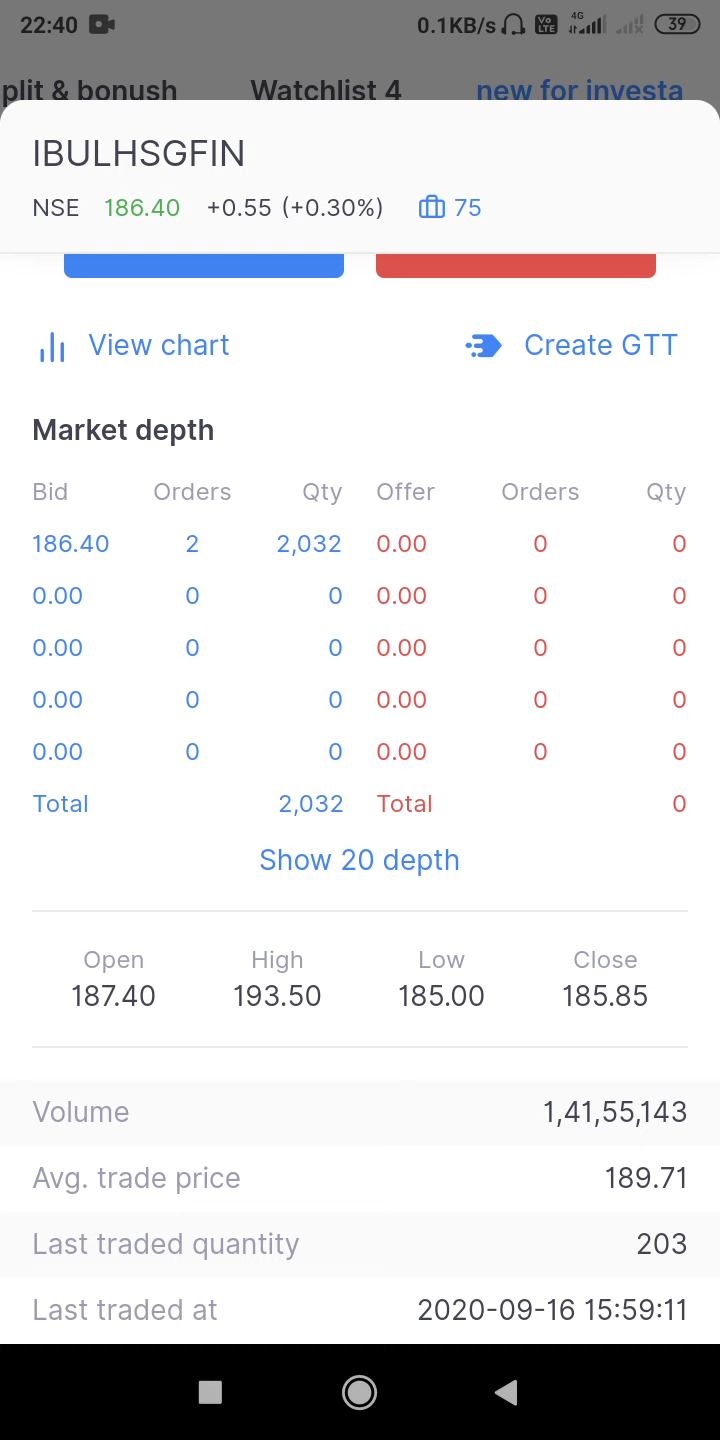 22:40 0.1KB/s Vo LTE 4G 39
plit & bonush Watchlist 4 new for investa
IBULHSGFIN
NSE 186.40 +0.55 (+0.30%) 75
View chart Create GTT
Market depth
Bid Orders Qty Offer Orders Qty
186.40 2 2,032 0.00 0 0
0.00 0 0 0.00 0 0
0.00 0 0 0.00 0 0
0.00 0 0 0.00 0 0
0.00 0 0 0.00 0 0
Total 2,032 Total 0
Show 20 depth
Open High Low Close
187.40 193.50 185.00 185.85
Volume 1,41,55,143
Avg. trade price 189.71
Last traded quantity 203
Last traded at 2020-09-16 15:59:11